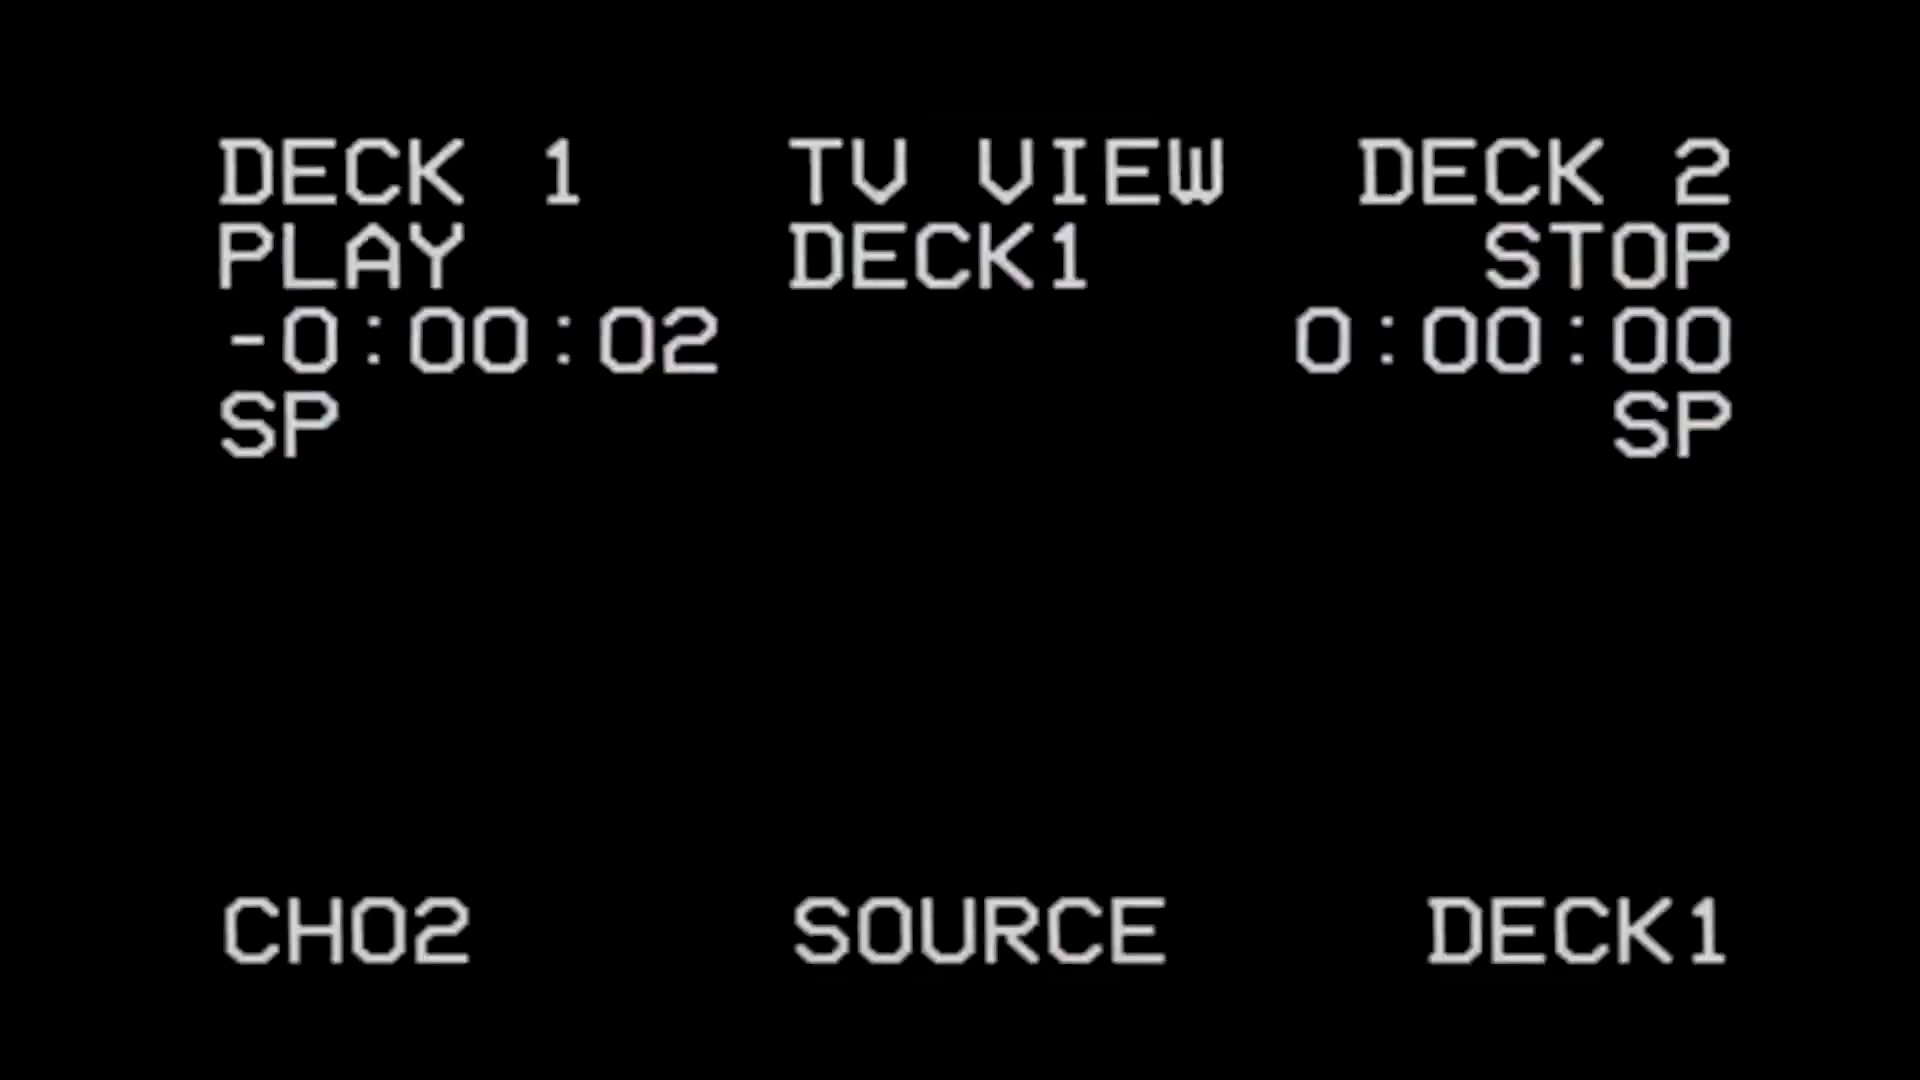 DECK 1 TV VIEW DECK 2
PLAY DECK1 STOP
-0:00:02 0:00:00
SP SP
CH02 SOURCE DECK1